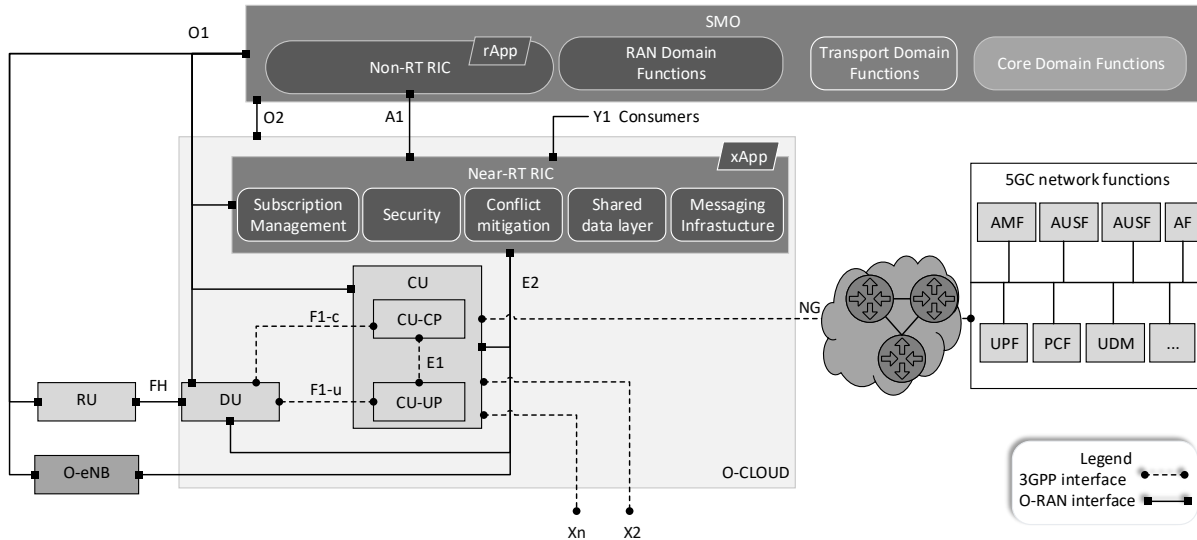 SMO
O1
rApp
Non-RT RIC
RAN Domain
Functions
Transport Domain
Functions
Core Domain Functions
O2
A1
Y1 Consumers
xApp
Near-RT RIC
Subscription
Management
Security
Conflict
mitigation
Shared
data layer
Messaging
Infrastucture
5GC network functions
AMF
AUSF
AUSF
AF
CU
E2
F1-c
CU-CP
NG
E1
UPF
PCF
UDM
...
FH
F1-u
RU
DU
CU-UP
O-eNB
O-CLOUD
Legend
3GPP interface
O-RAN interface
Xn
X2